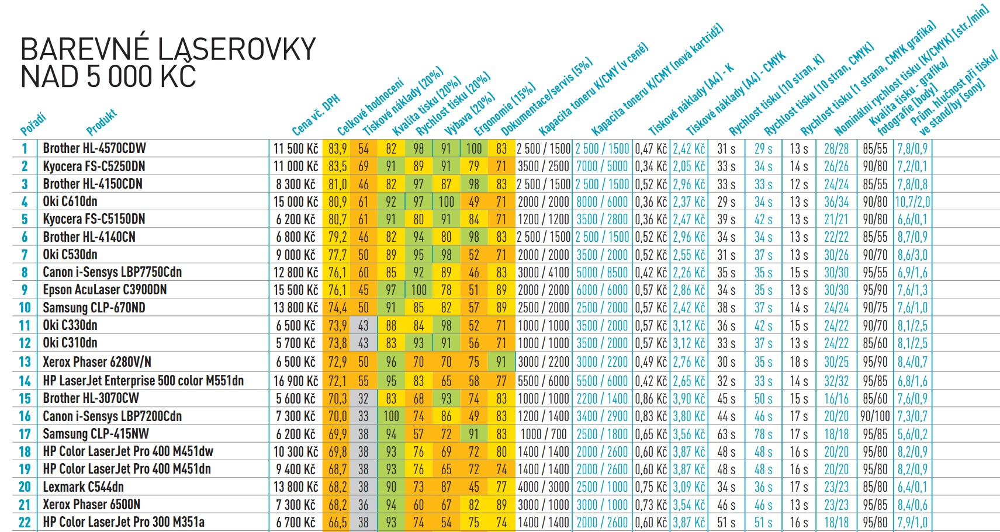 BAREVNÉ LASEROVKY
NAD 5 000 KČ
Pořadí
Produkt
Cena vč. DPH
Celkové hodnocení
Tiskové náklady (20%)
Kvalita tisku (20%)
Rychlost tisku (20%)
Výbava (20%)
Ergonomie (15%)
Dokumentace/servis (5%)
Kapacita toneru K/CMY (v ceně)
Kapacita toneru K/CMY (nová kartridž)
Tiskové náklady (A4) - K
Tiskové náklady (A4) - CMYK
Rychlost tisku (10 stran, K)
Rychlost tisku (10 stran, CMYK)
Rychlost tisku (1 strana, CMYK grafika)
Nominální rychlost tisku (K/CMYK) [str./min]
Kvalita tisku - grafika/
fotografie [body]
Prům. hlučnost při tisku/
ve stand/by [sony]
1 Brother HL-4570CDW 11 500 Kč 83,9 54 82 98 91 100 83 2 500 / 1500 2 500 / 1500 0,47 Kč 2,42 Kč 31 s 29 s 13 s 28/28 85/55 7,8/0,9
2 Kyocera FS-C5250DN 11 000 Kč 83,5 69 91 89 91 79 71 3500 / 2500 7000 / 5000 0,34 Kč 2,05 Kč 33 s 34 s 14 s 26/26 90/80 7,2/0,1
3 Brother HL-4150CDN 8 300 Kč 81,0 46 82 97 87 98 83 2 500 / 1500 2 500 / 1500 0,52 Kč 2,96 Kč 33 s 33 s 12 s 24/24 85/55 7,8/0,8
4 Oki C610dn 15 000 Kč 80,9 61 92 97 100 49 71 2000 / 2000 8000 / 6000 0,36 Kč 2,37 Kč 29 s 34 s 13 s 36/34 90/80 10,7/2,0
5 Kyocera FS-C5150DN 6 200 Kč 80,7 61 91 80 91 84 71 1200 / 1200 3500 / 2800 0,36 Kč 2,47 Kč 39 s 42 s 13 s 21/21 90/80 6,6/0,1
6 Brother HL-4140CN 6 800 Kč 79,2 46 82 94 80 98 83 2 500 / 1500 2 500 / 1500 0,52 Kč 2,96 Kč 34 s 34 s 13 s 22/22 85/55 8,7/0,9
7 Oki C530dn 9 000 Kč 77,7 50 89 95 98 52 71 2000 / 2000 3500 / 2000 0,52 Kč 2,55 Kč 31 s 37 s 13 s 30/26 90/70 8,6/3,0
8 Canon i-Sensys LBP7750Cdn 12 800 Kč 76,1 60 85 92 89 46 83 3000 / 4100 5000 / 8500 0,42 Kč 2,26 Kč 35 s 35 s 15 s 30/30 95/55 6,9/1,6
9 Epson AcuLaser C3900DN 15 500 Kč 76,1 45 97 100 78 51 89 2000 / 2000 6000 / 6000 0,57 Kč 2,86 Kč 34 s 35 s 13 s 30/30 95/90 7,6/1,3
10 Samsung CLP-670ND 13 800 Kč 74,4 50 91 85 82 57 89 2500 / 2000 2500 / 2000 0,57 Kč 2,42 Kč 38 s 37 s 14 s 24/24 90/75 7,6/1,0
11 Oki C330dn 6 500 Kč 73,9 43 88 84 98 52 71 1000 / 1000 3500 / 2000 0,57 Kč 3,12 Kč 36 s 42 s 15 s 24/22 90/70 8,1/2,5
12 Oki C310dn 5 700 Kč 73,8 43 83 93 91 56 71 1000 / 1000 3500 / 2000 0,57 Kč 3,12 Kč 33 s 37 s 13 s 24/22 85/60 8,1/2,5
13 Xerox Phaser 6280V/N 6 500 Kč 72,9 50 96 70 70 75 91 3000 / 2200 3000 / 2200 0,49 Kč 2,76 Kč 30 s 35 s 18 s 30/25 95/90 8,4/0,7
14 HP LaserJet Enterprise 500 color M551dn 16 900 Kč 72,1 55 95 83 65 58 77 5500 / 6000 5500 / 6000 0,42 Kč 2,65 Kč 32 s 33 s 14 s 32/32 95/85 6,8/1,6
15 Brother HL-3070CW 5 600 Kč 70,3 32 83 68 93 74 83 1000 / 1000 2200 / 1400 0,86 Kč 3,90 Kč 45 s 50 s 15 s 16/16 85/60 7,6/0,9
16 Canon i-Sensys LBP7200Cdn 7 300 Kč 70,0 33 100 74 86 49 83 1200 / 1400 3400 / 2900 0,83 Kč 3,80 Kč 44 s 46 s 17 s 20/20 90/100 7,3/0,7
17 Samsung CLP-415NW 6 200 Kč 69,9 38 94 57 72 91 83 1000 / 700 2500 / 1800 0,65 Kč 3,56 Kč 63 s 78 s 17 s 18/18 95/85 5,6/0,2
18 HP Color LaserJet Pro 400 M451dw 10 300 Kč 69,8 38 93 76 69 72 80 1400 / 1400 2000 / 2600 0,60 Kč 3,87 Kč 48 s 48 s 16 s 20/20 95/80 8,2/0,9
19 HP Color LaserJet Pro 400 M451dn 9 400 Kč 68,7 38 93 76 65 72 74 1400 / 1400 2000 / 2600 0,60 Kč 3,87 Kč 48 s 48 s 16 s 20/20 95/80 8,2/0,9
20 Lexmark C544dn 13 800 Kč 68,2 38 90 73 87 45 77 4000 / 3000 2500 / 1000 0,75 Kč 3,09 Kč 34 s 36 s 17 s 23/23 85/80 6,4/0,1
21 Xerox Phaser 6500N 7 300 Kč 68,2 36 94 60 67 82 89 3000 / 1000 3000 / 1000 0,73 Kč 3,54 Kč 46 s 46 s 13 s 23/23 95/85 8,4/0,6
22 HP Color LaserJet Pro 300 M351a 6 700 Kč 66,5 38 93 74 54 75 74 1400 / 1400 2000 / 2600 0,60 Kč 3,87 Kč 51 s 51 s 16 s 18/18 95/80 7,9/1,0